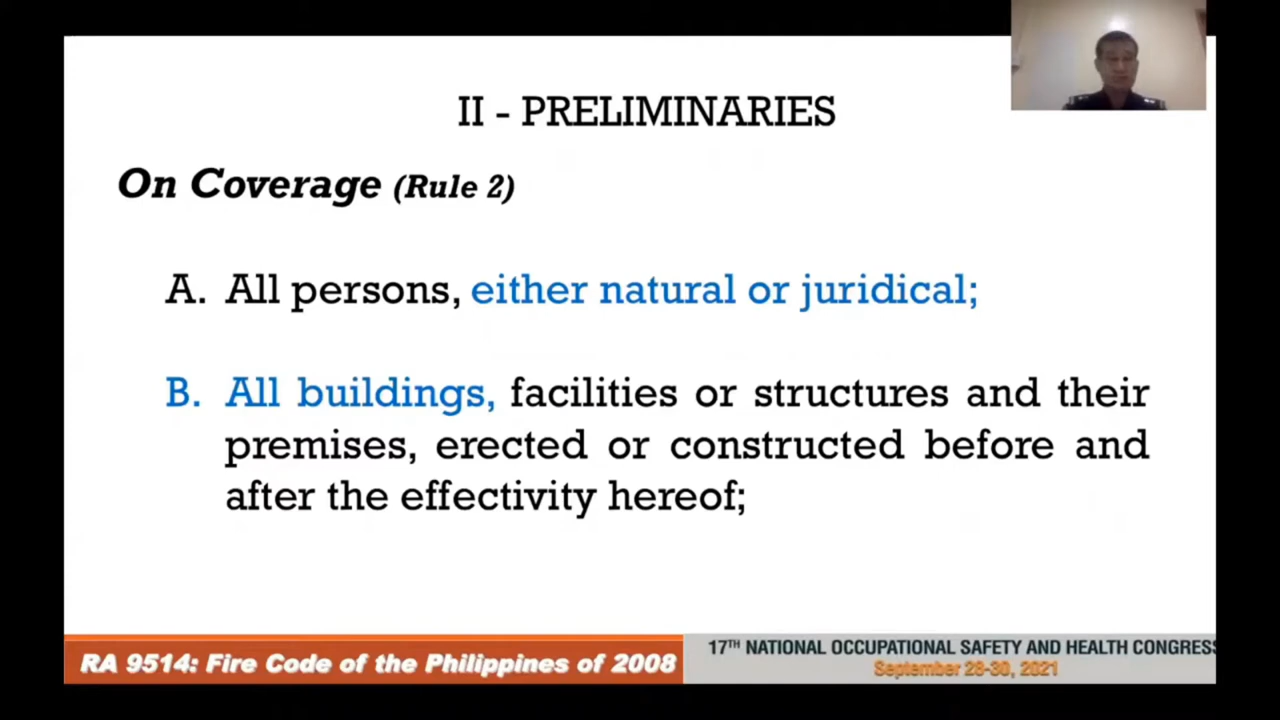 II - PRELIMINARIES
On Coverage (Rule 2)
A. All persons, either natural or juridical;
B. All buildings, facilities or structures and their
premises, erected or constructed before and
after the effectivity hereof;
RA 9514: Fire Code of the Philippines of 2008
17TH NATIONAL OCCUPATIONAL SAFETY AND HEALTH CONGRESS
September 28-30, 2021